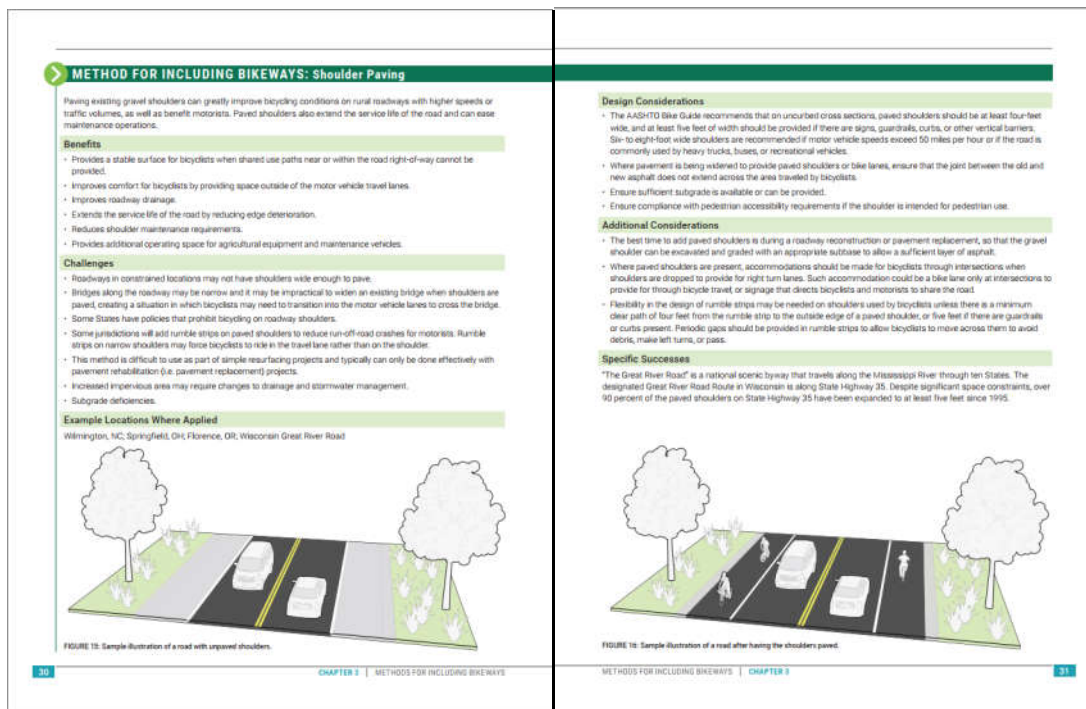 METHOD FOR INCLUDING BIKEWAYS: Shoulder Paving
Paving existing gravel shoulders can greatly improve bicycling conditions on rural roadways with higher speeds or
traffic volumes, as well as benefit motorists. Paved shoulders also extend the service life of the road and can ease
maintenance operations.
Benefits
• Provides a stable surface for bicyclists when shared use paths near or within the road right-of-way cannot be
provided.
• Improves comfort for bicyclists by providing space outside of the motor vehicle travel lanes.
• Improves roadway drainage.
• Extends the service life of the road by reducing edge deterioration.
• Reduces shoulder maintenance requirements.
• Provides additional operating space for agricultural equipment and maintenance vehicles.
Challenges
• Roadways in constrained locations may not have shoulders wide enough to pave.
• Bridges along the roadway may be narrow and it may be impractical to widen an existing bridge when shoulders are
paved, creating a situation in which bicyclists may need to transition into the motor vehicle lanes to cross the bridge.
• Some States have policies that prohibit bicycling on roadway shoulders.
• Some jurisdictions will add rumble strips on paved shoulders to reduce run-off-road crashes for motorists. Rumble
strips on narrow shoulders may force bicyclists to ride in the travel lane rather than on the shoulder.
• This method is difficult to use as part of simple resurfacing projects and typically can only be done effectively with
pavement rehabilitation (i.e. pavement replacement) projects.
• Increased impervious area may require changes to drainage and stormwater management.
• Subgrade deficiencies.
Example Locations Where Applied
Wilmington, NC; Springfield, OH; Florence, OR; Wisconsin Great River Road
FIGURE 15: Sample illustration of a road with unpaved shoulders.
30
CHAPTER 3 | METHODS FOR INCLUDING BIKEWAYS
Design Considerations
• The AASHTO Bike Guide recommends that on uncurbed cross sections, paved shoulders should be at least four-feet
wide, and at least five feet of width should be provided if there are signs, guardrails, curbs, or other vertical barriers.
Six- to eight-foot wide shoulders are recommended if motor vehicle speeds exceed 50 miles per hour or if the road is
commonly used by heavy trucks, buses, or recreational vehicles.
• Where pavement is being widened to provide paved shoulders or bike lanes, ensure that the joint between the old and
new asphalt does not extend across the area traveled by bicyclists.
• Ensure sufficient subgrade is available or can be provided.
• Ensure compliance with pedestrian accessibility requirements if the shoulder is intended for pedestrian use.
Additional Considerations
• The best time to add paved shoulders is during a roadway reconstruction or pavement replacement, so that the gravel
shoulder can be excavated and graded with an appropriate subbase to allow a sufficient layer of asphalt.
• Where paved shoulders are present, accommodations should be made for bicyclists through intersections when
shoulders are dropped to provide for right turn lanes. Such accommodation could be a bike lane only at intersections to
provide for through bicycle travel, or signage that directs bicyclists and motorists to share the road.
• Flexibility in the design of rumble strips may be needed on shoulders used by bicyclists unless there is a minimum
clear path of four feet from the rumble strip to the outside edge of a paved shoulder, or five feet if there are guardrails
or curbs present. Periodic gaps should be provided in rumble strips to allow bicyclists to move across them to avoid
debris, make left turns, or pass.
Specific Successes
"The Great River Road" is a national scenic byway that travels along the Mississippi River through ten States. The
designated Great River Road Route in Wisconsin is along State Highway 35. Despite significant space constraints, over
90 percent of the paved shoulders on State Highway 35 have been expanded to at least five feet since 1995.
FIGURE 16: Sample illustration of a road after having the shoulders paved.
METHODS FOR INCLUDING BIKEWAYS | CHAPTER 3
31